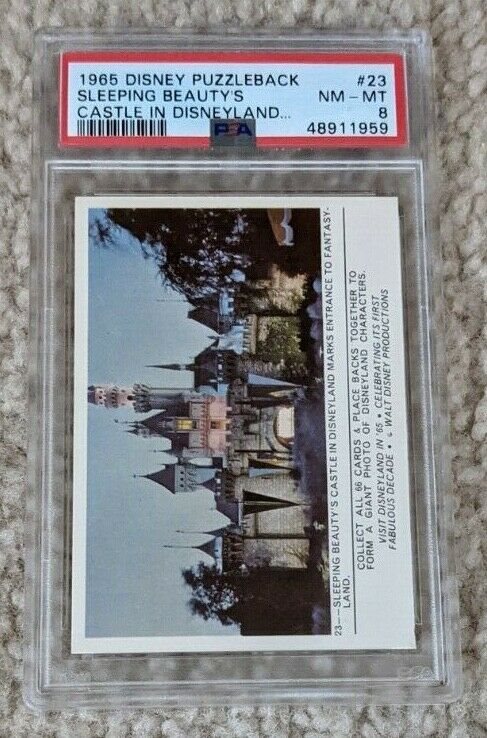 1965 DISNEY PUZZLEBACK #23
SLEEPING BEAUTY'S NM - MT
CASTLE IN DISNEYLAND... 8
PSA 48911959
23--SLEEPING BEAUTY'S CASTLE IN DISNEYLAND MARKS ENTRANCE TO FANTASY-
LAND.
COLLECT ALL 66 CARDS & PLACE BACKS TOGETHER TO
FORM A GIANT PHOTO OF DISNEYLAND CHARACTERS.
VISIT DISNEYLAND IN '65 • CELEBRATING ITS FIRST
FABULOUS DECADE • © WALT DISNEY PRODUCTIONS